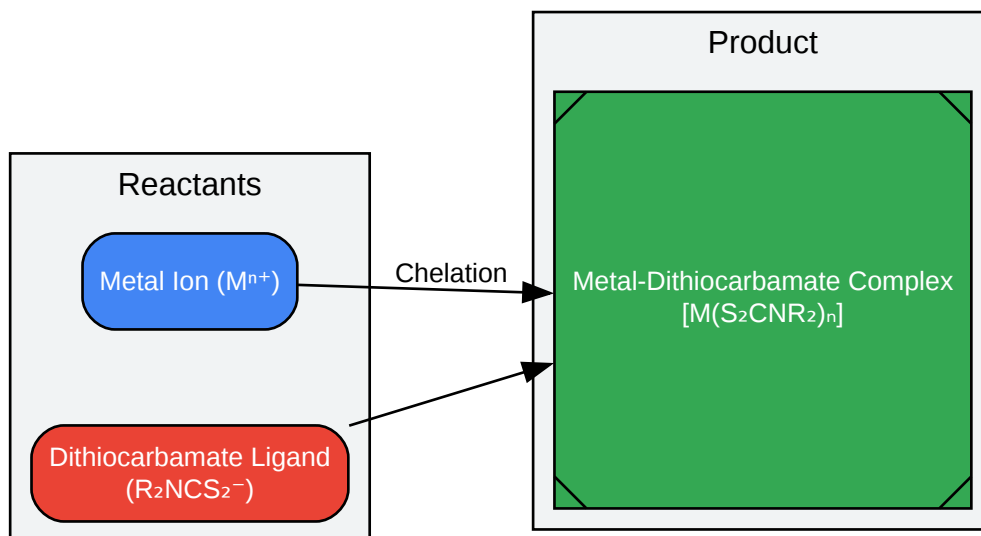 Product
Reactants
Metal Ion (Mⁿ⁺)
Chelation
Metal-Dithiocarbamate Complex
[M(S₂CNR₂)ₙ]
Dithiocarbamate Ligand
(R₂NCS₂⁻)